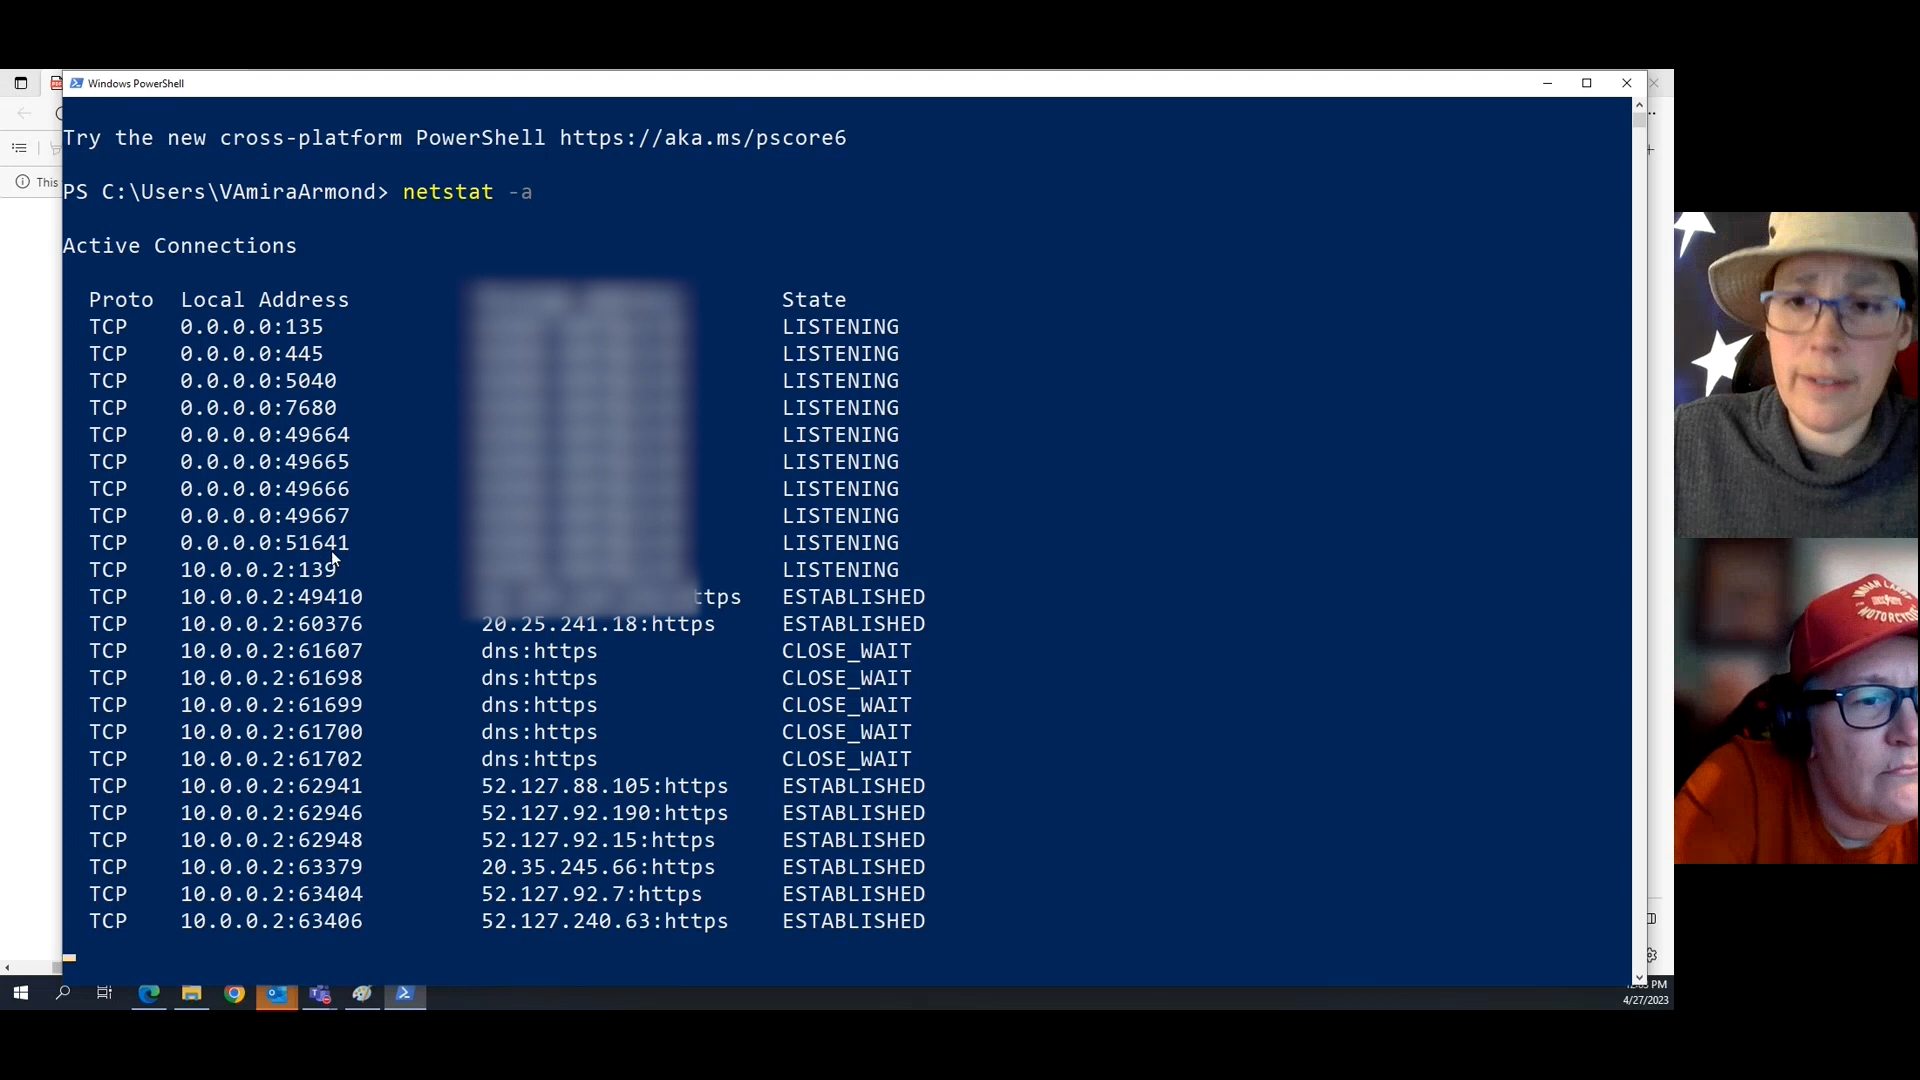 Windows PowerShell
Try the new cross-platform PowerShell https://aka.ms/pscore6
This
PS C:\Users\VAmiraArmond> netstat -a
Active Connections
Proto Local Address State
TCP 0.0.0.0:135 LISTENING
TCP 0.0.0.0:445 LISTENING
TCP 0.0.0.0:5040 LISTENING
TCP 0.0.0.0:7680 LISTENING
TCP 0.0.0.0:49664 LISTENING
TCP 0.0.0.0:49665 LISTENING
TCP 0.0.0.0:49666 LISTENING
TCP 0.0.0.0:49667 LISTENING
TCP 0.0.0.0:51641 LISTENING
TCP 10.0.0.2:139 LISTENING
TCP 10.0.0.2:49410 ttps ESTABLISHED
TCP 10.0.0.2:60376 20.25.241.18:https ESTABLISHED
TCP 10.0.0.2:61607 dns:https CLOSE_WAIT
TCP 10.0.0.2:61698 dns:https CLOSE_WAIT
TCP 10.0.0.2:61699 dns:https CLOSE_WAIT
TCP 10.0.0.2:61700 dns:https CLOSE_WAIT
TCP 10.0.0.2:61702 dns:https CLOSE_WAIT
TCP 10.0.0.2:62941 52.127.88.105:https ESTABLISHED
TCP 10.0.0.2:62946 52.127.92.190:https ESTABLISHED
TCP 10.0.0.2:62948 52.127.92.15:https ESTABLISHED
TCP 10.0.0.2:63379 20.35.245.66:https ESTABLISHED
TCP 10.0.0.2:63404 52.127.92.7:https ESTABLISHED
TCP 10.0.0.2:63406 52.127.240.63:https ESTABLISHED
PM
4/27/2023
INDIAN LARRY
MOTORCYC